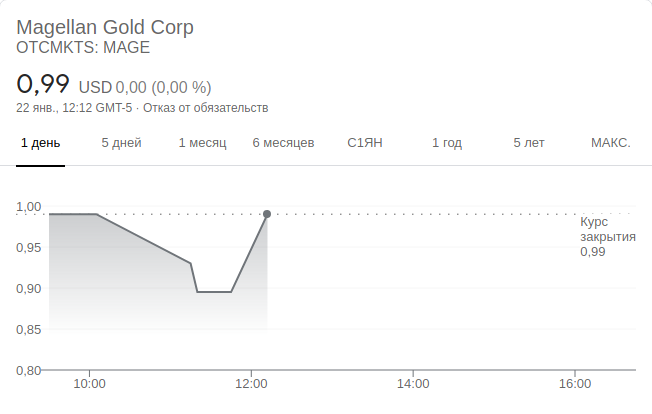 Magellan Gold Corp
OTCMKTS: MAGE
0,99 USD 0,00 (0,00 %)
22 янв., 12:12 GMT-5 · Отказ от обязательств
1 день 5 дней 1 месяц 6 месяцев С1ЯН 1 год 5 лет МАКС.
1,00
Курс
закрытия
0,99
0,95
0,90
0,85
0,80
10:00 12:00 14:00 16:00